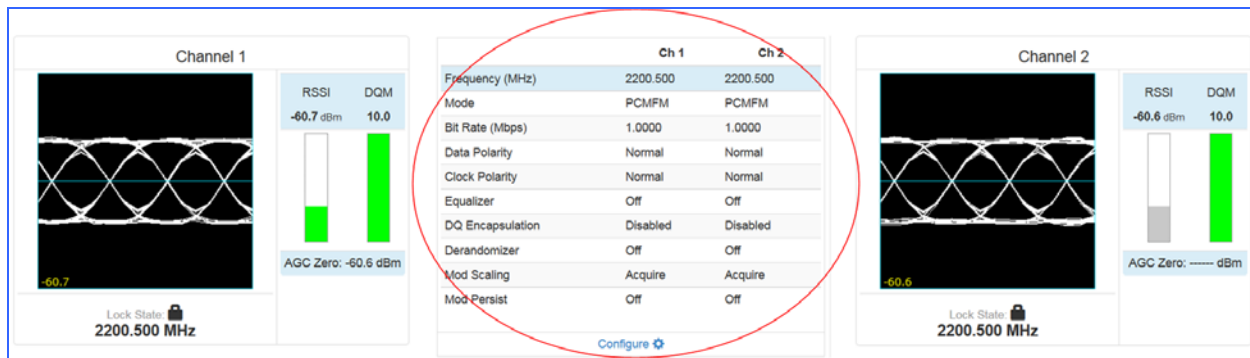 Channel 1
RSSI DQM
-60.7 dBm 10.0
AGC Zero: -60.6 dBm
-60.7
Lock State:
2200.500 MHz
Ch 1 Ch 2
Frequency (MHz) 2200.500 2200.500
Mode PCMFM PCMFM
Bit Rate (Mbps) 1.0000 1.0000
Data Polarity Normal Normal
Clock Polarity Normal Normal
Equalizer Off Off
DQ Encapsulation Disabled Disabled
Derandomizer Off Off
Mod Scaling Acquire Acquire
Mod Persist Off Off
Configure
Channel 2
RSSI DQM
-60.6 dBm 10.0
AGC Zero: ------ dBm
-60.6
Lock State:
2200.500 MHz